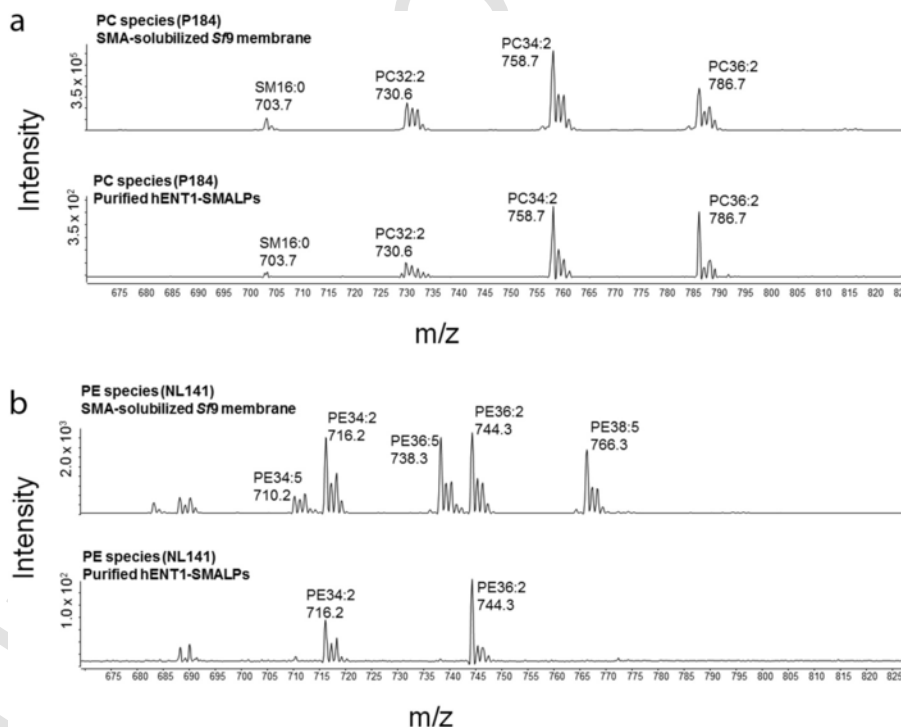 a
PC species (P184)
SMA-solubilized Sf9 membrane
3.5 x 10⁵
SM16:0
703.7
PC32:2
730.6
PC34:2
758.7
PC36:2
786.7
Intensity
PC species (P184)
Purified hENT1-SMALPs
3.5 x 10²
SM16:0
703.7
PC32:2
730.6
PC34:2
758.7
PC36:2
786.7
675 680 685 690 695 700 705 710 715 720 725 730 735 740 745 750 755 760 765 770 775 780 785 790 795 800 805 810 815 820 82
m/z
b
PE species (NL141)
SMA-solubilized Sf9 membrane
2.0 x 10³
PE34:5
710.2
PE34:2
716.2
PE36:5
738.3
PE36:2
744.3
PE38:5
766.3
Intensity
PE species (NL141)
Purified hENT1-SMALPs
1.0 x 10²
PE34:2
716.2
PE36:2
744.3
675 680 685 690 695 700 705 710 715 720 725 730 735 740 745 750 755 760 765 770 775 780 785 790 795 800 805 810 815 820 825
m/z